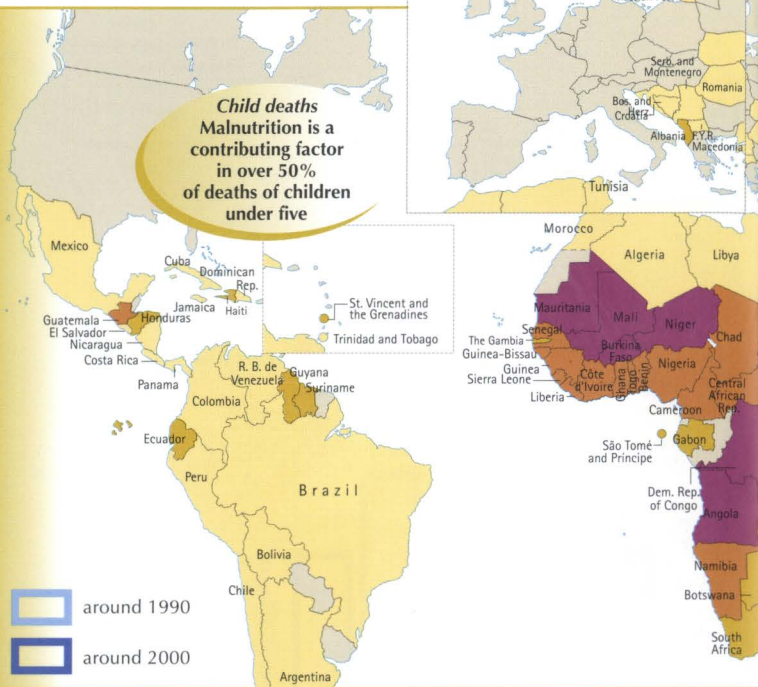 Child deaths
Malnutrition is a
contributing factor
in over 50%
of deaths of children
under five
Serb. and
Montenegro
Romania
Bos. and
Herz.
Croatia
Albania
F.Y.R.
Macedonia
Tunisia
Morocco
Algeria
Libya
Mexico
Cuba
Dominican
Rep.
Jamaica
Haiti
Guatemala
Honduras
El Salvador
Nicaragua
Costa Rica
Panama
St. Vincent and
the Grenadines
Trinidad and Tobago
R. B. de
Venezuela
Guyana
Suriname
Colombia
Ecuador
Peru
Brazil
Bolivia
Chile
Argentina
Mauritania
Mali
Niger
Chad
Senegal
The Gambia
Guinea-Bissau
Guinea
Sierra Leone
Liberia
Burkina
Faso
Côte
d'Ivoire
Ghana
Togo
Benin
Nigeria
Central
African
Rep.
Cameroon
São Tomé
and Principe
Gabon
Dem. Rep.
of Congo
Angola
Namibia
Botswana
South
Africa
around 1990
around 2000